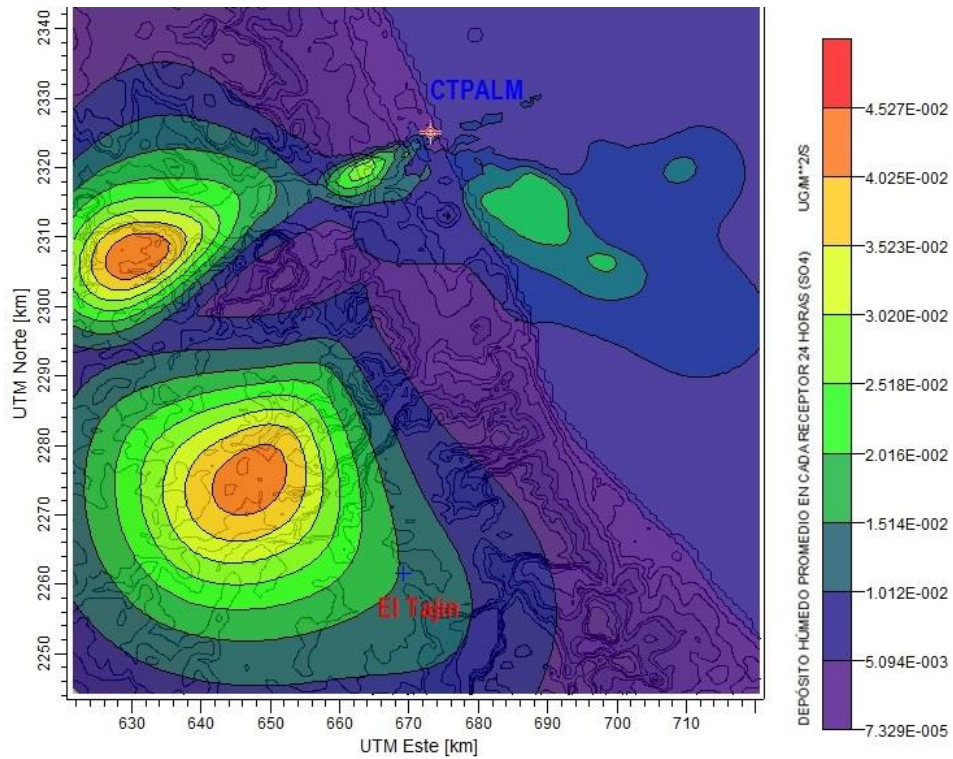 2340
2330
2320
2310
2300
2290
2280
2270
2260
2250
UTM Norte [km]
CTPALM
El Tajin
630 640 650 660 670 680 690 700 710
UTM Este [km]
DEPÓSITO HÚMEDO PROMEDIO EN CADA RECEPTOR 24 HORAS (SO4) UG/M**2/S
4.527E-002
4.025E-002
3.523E-002
3.020E-002
2.518E-002
2.016E-002
1.514E-002
1.012E-002
5.094E-003
7.329E-005